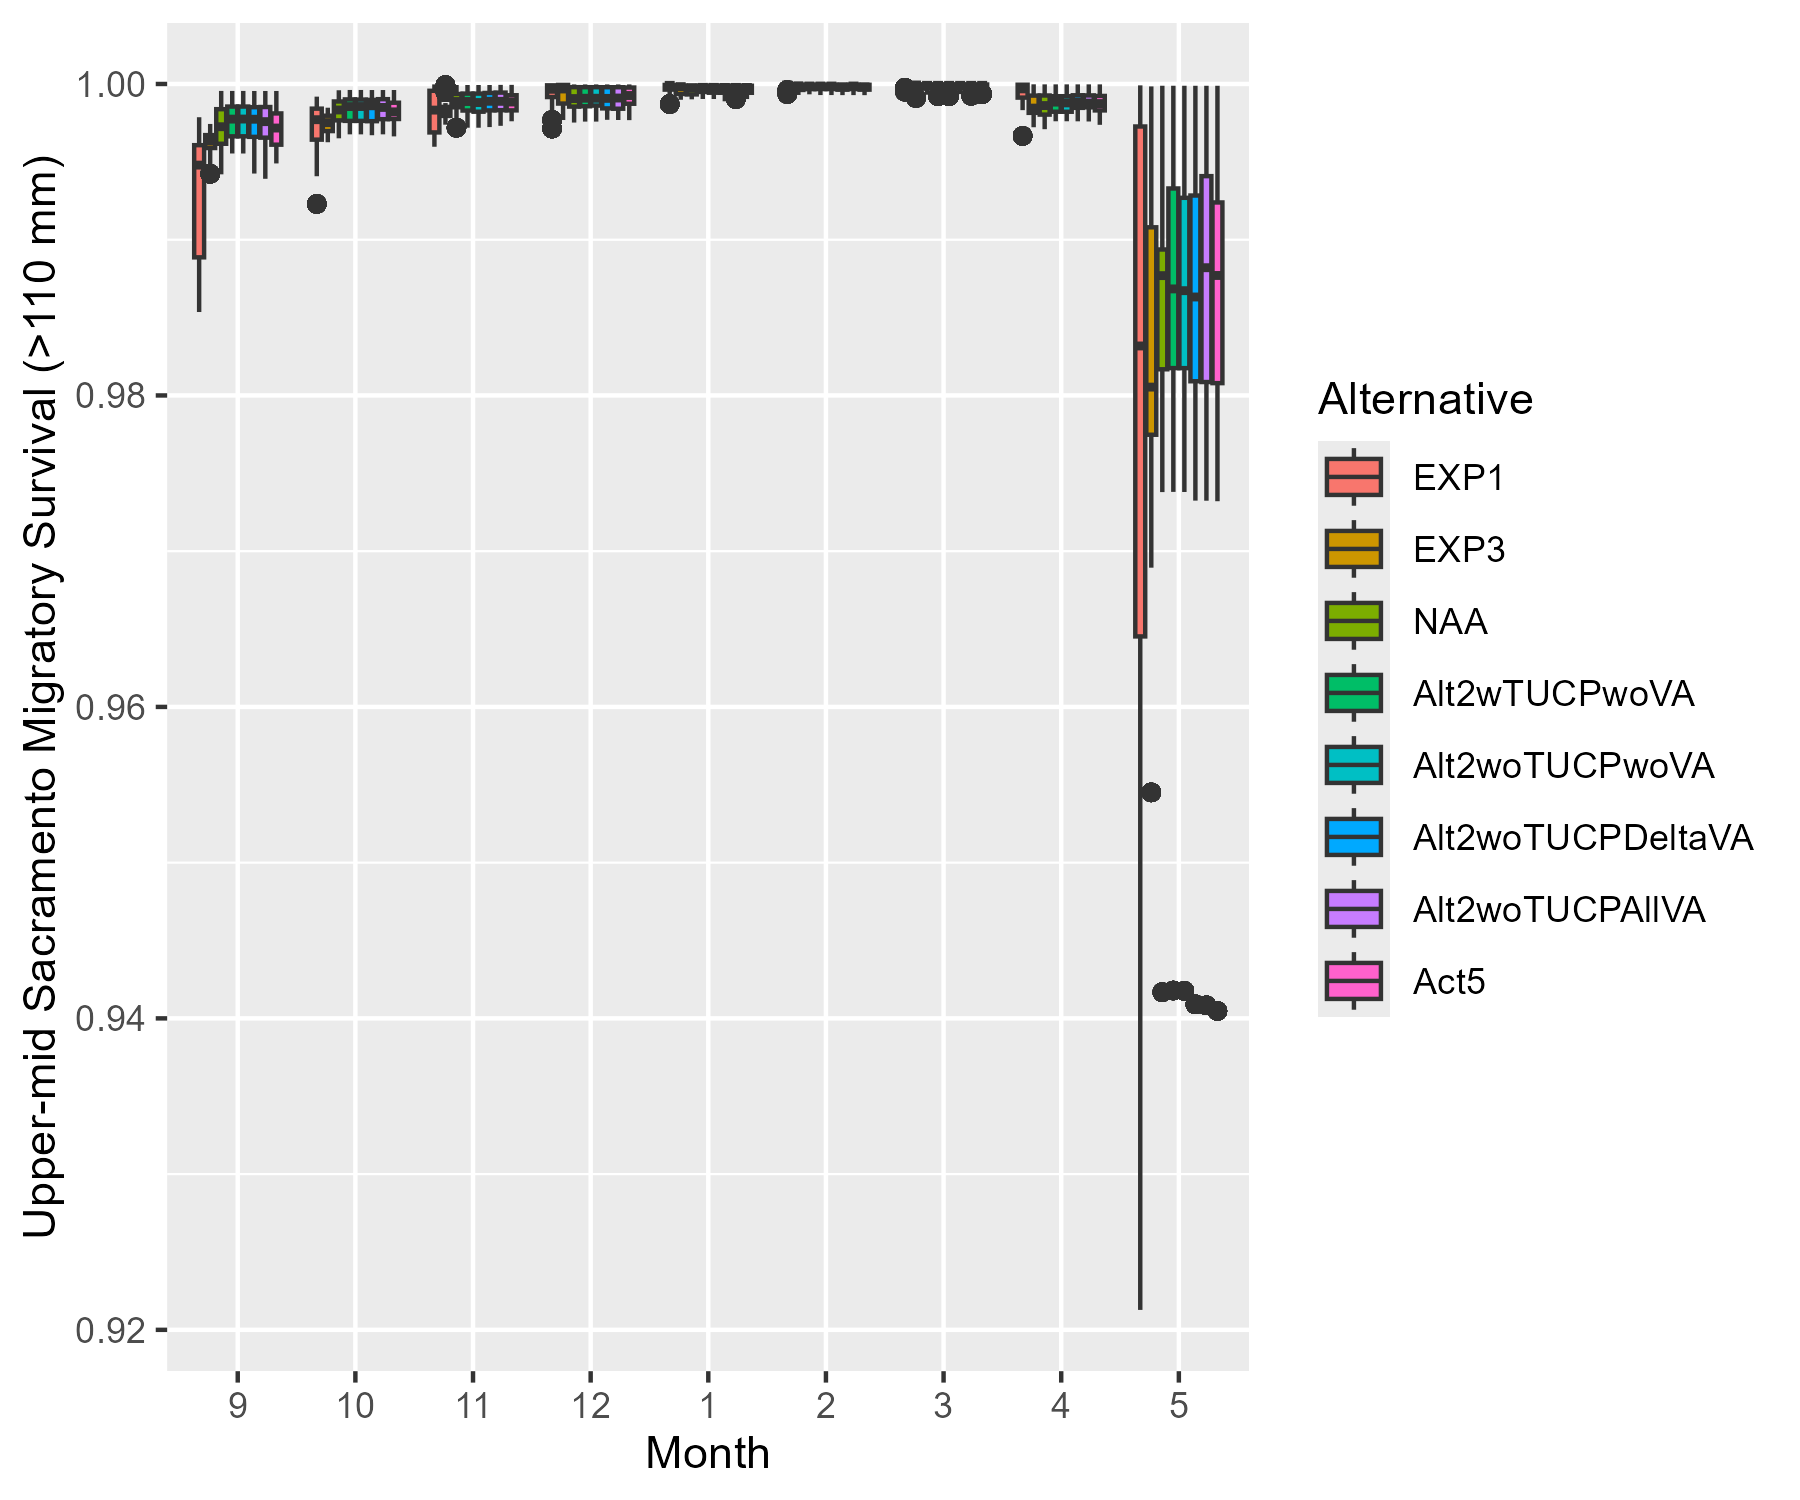 Upper-mid Sacramento Migratory Survival (>110 mm)
1.00
0.98
0.96
0.94
0.92
9 10 11 12 1 2 3 4 5
Month
Alternative
EXP1
EXP3
NAA
Alt2wTUCPwoVA
Alt2woTUCPwoVA
Alt2woTUCPDeltaVA
Alt2woTUCPAllVA
Act5